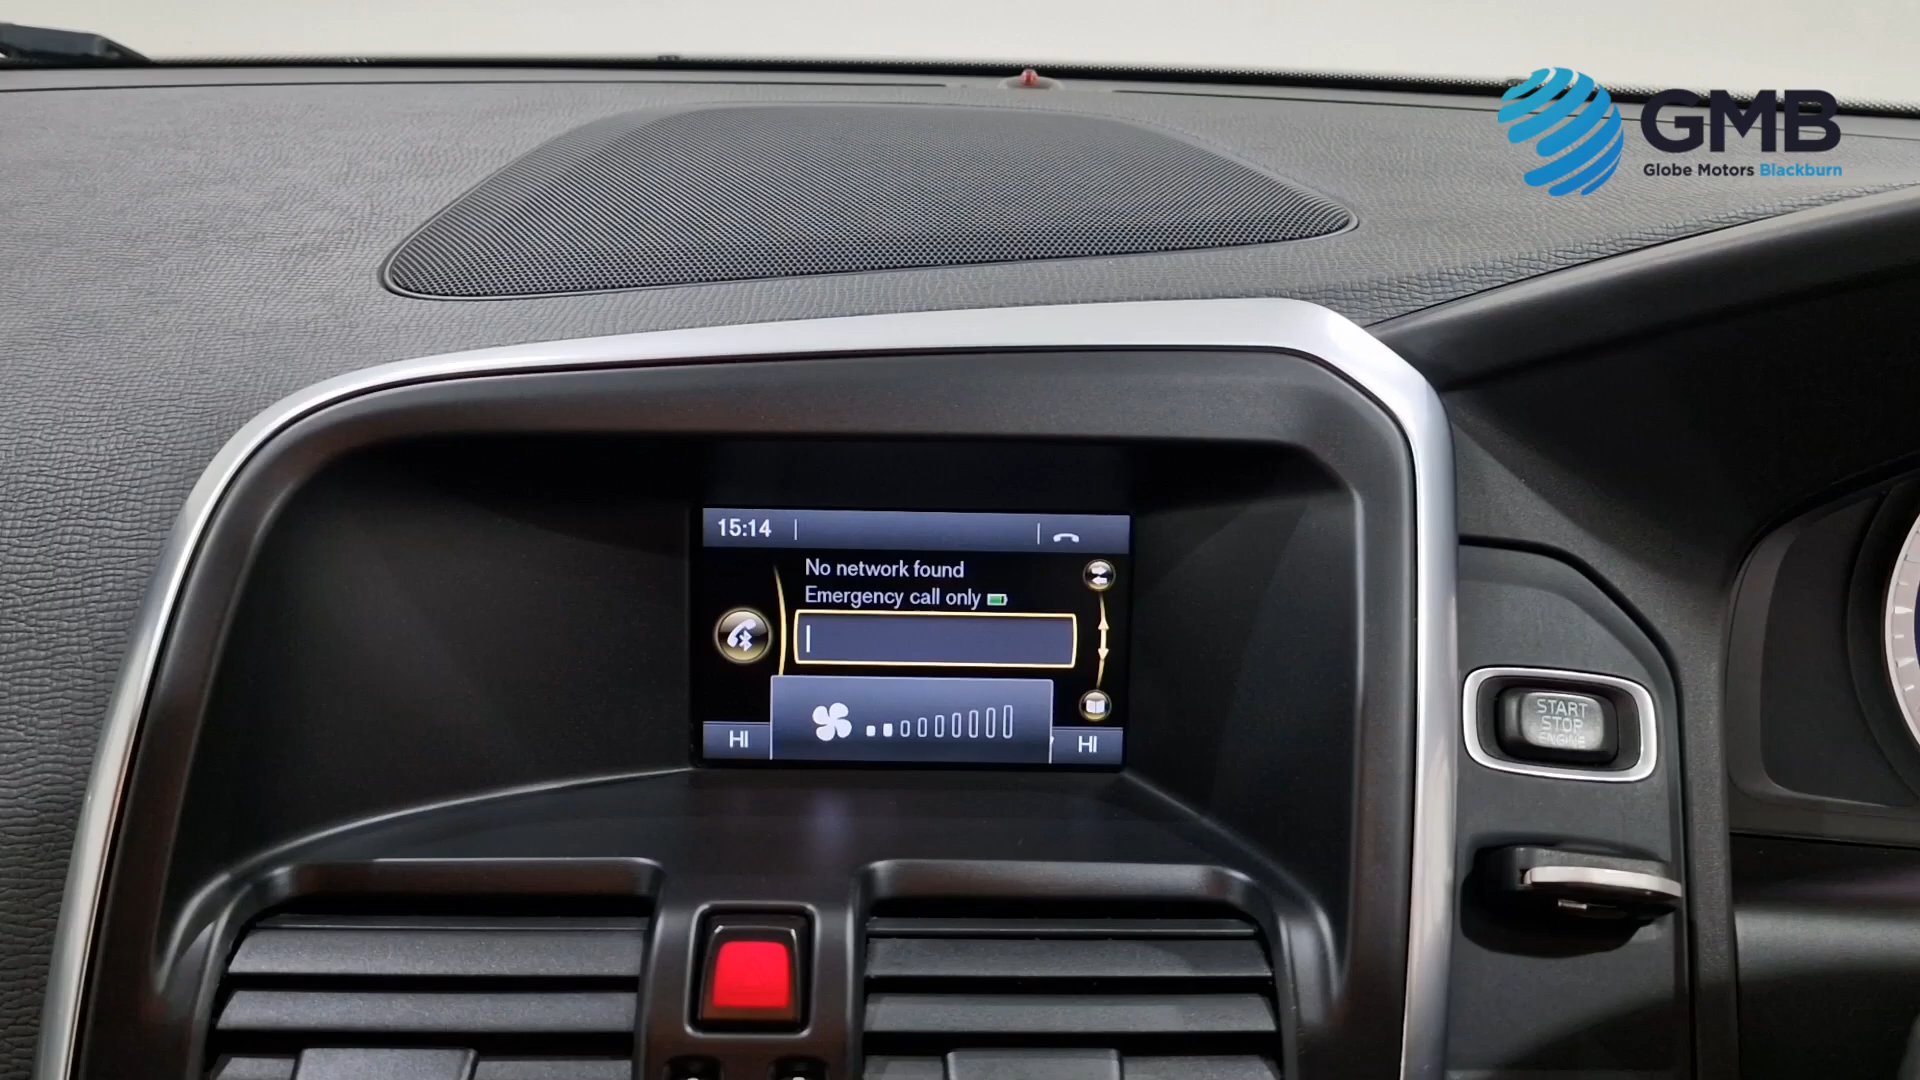 GMB
Globe Motors Blackburn
15:14
No network found
Emergency call only
HI
HI
START
STOP
ENGINE